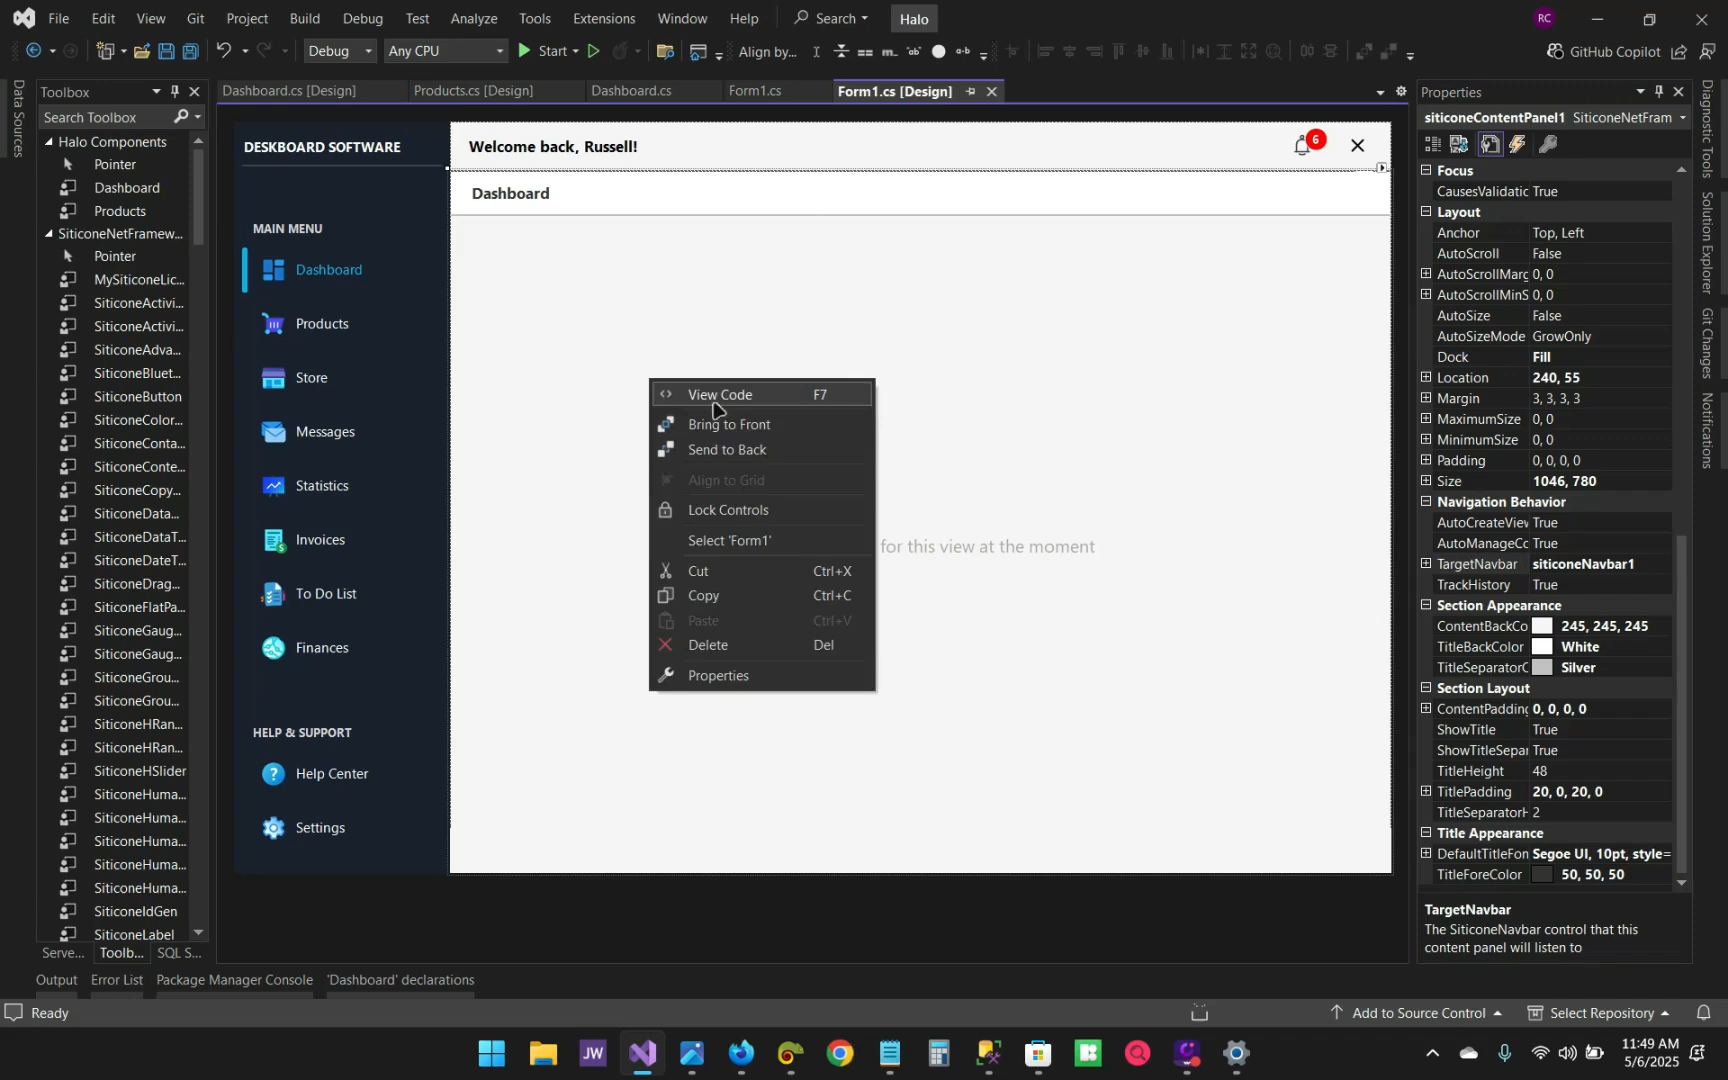 File Edit View Git Project Build Debug Test Analyze Tools Extensions Window Help Search Halo RC
Debug Any CPU Start Align by... GitHub Copilot
Data Sources
Toolbox
Search Toolbox
Halo Components
Pointer
Dashboard
Products
SiticoneNetFramew...
Pointer
MySiticoneLic...
SiticoneActivi...
SiticoneActivi...
SiticoneAdva...
SiticoneBluet...
SiticoneButton
SiticoneColor...
SiticoneConta...
SiticoneConte...
SiticoneCopy...
SiticoneData...
SiticoneDataT...
SiticoneDateT...
SiticoneDrag...
SiticoneFlatPa...
SiticoneGaug...
SiticoneGaug...
SiticoneGrou...
SiticoneGrou...
SiticoneHRan...
SiticoneHRan...
SiticoneHSlider
SiticoneHuma...
SiticoneHuma...
SiticoneHuma...
SiticoneHuma...
SiticoneHuma...
SiticoneIdGen
SiticoneLabel
Serve... Toolb... SQL S...
Dashboard.cs [Design] Products.cs [Design] Dashboard.cs Form1.cs Form1.cs [Design]
DESKBOARD SOFTWARE
MAIN MENU
Dashboard
Products
Store
Messages
Statistics
Invoices
To Do List
Finances
HELP & SUPPORT
Help Center
Settings
Welcome back, Russell! 6
Dashboard
for this view at the moment
View Code F7
Bring to Front
Send to Back
Align to Grid
Lock Controls
Select 'Form1'
Cut Ctrl+X
Copy Ctrl+C
Paste Ctrl+V
Delete Del
Properties
Properties
siticoneContentPanel1 SiticoneNetFram
Focus
CausesValidatic True
Layout
Anchor Top, Left
AutoScroll False
AutoScrollMarg 0, 0
AutoScrollMinS 0, 0
AutoSize False
AutoSizeMode GrowOnly
Dock Fill
Location 240, 55
Margin 3, 3, 3, 3
MaximumSize 0, 0
MinimumSize 0, 0
Padding 0, 0, 0, 0
Size 1046, 780
Navigation Behavior
AutoCreateViev True
AutoManageCc True
TargetNavbar siticoneNavbar1
TrackHistory True
Section Appearance
ContentBackCo 245, 245, 245
TitleBackColor White
TitleSeparatorC Silver
Section Layout
ContentPadding 0, 0, 0, 0
ShowTitle True
ShowTitleSepar True
TitleHeight 48
TitlePadding 20, 0, 20, 0
TitleSeparatorH 2
Title Appearance
DefaultTitleFon Segoe UI, 10pt, style=
TitleForeColor 50, 50, 50
TargetNavbar
The SiticoneNavbar control that this
content panel will listen to
Diagnostic Tools
Solution Explorer
Git Changes
Notifications
Output Error List Package Manager Console 'Dashboard' declarations
Ready Add to Source Control Select Repository
JW
11:49 AM
5/6/2025